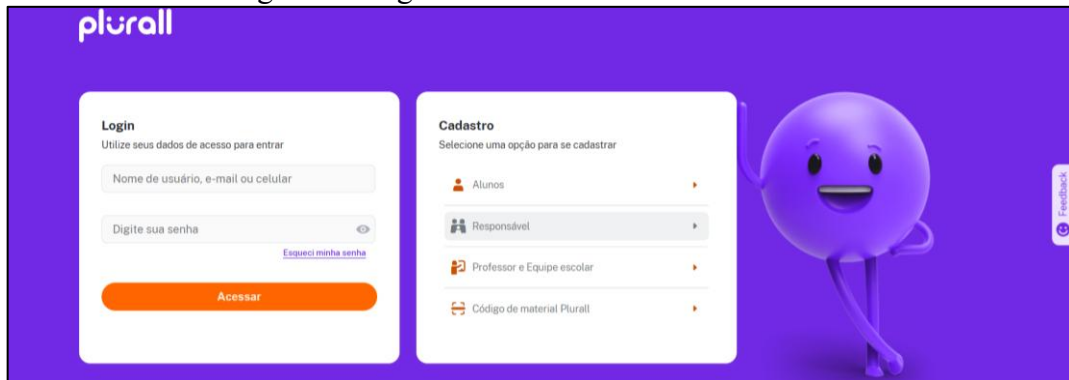 plurall
Login
Utilize seus dados de acesso para entrar
Nome de usuário, e-mail ou celular
Digite sua senha
Esqueci minha senha
Acessar
Cadastro
Selecione uma opção para se cadastrar
Alunos
Responsável
Professor e Equipe escolar
Código de material Plurall
Feedback